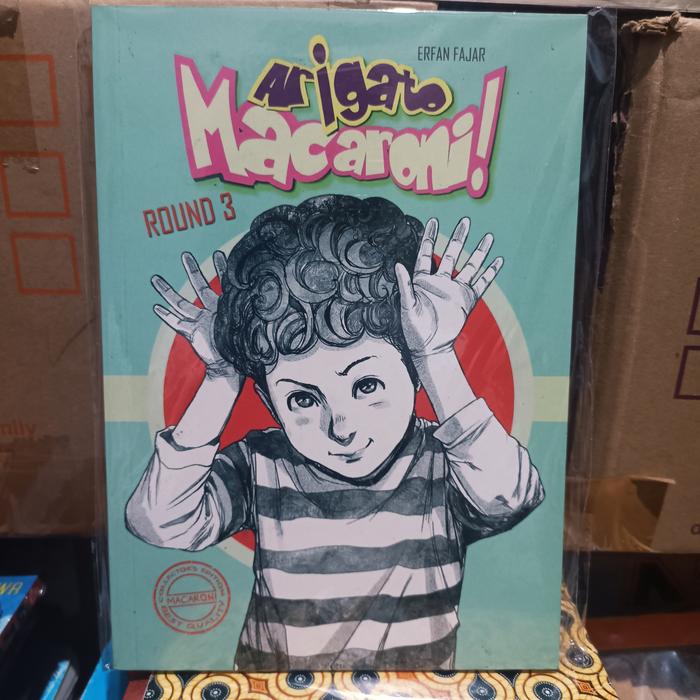 ERFAN FAJAR
Arigato
Macaroni!
ROUND 3
COLLECTOR'S EDITION
MACARONI
BEST QUALITY